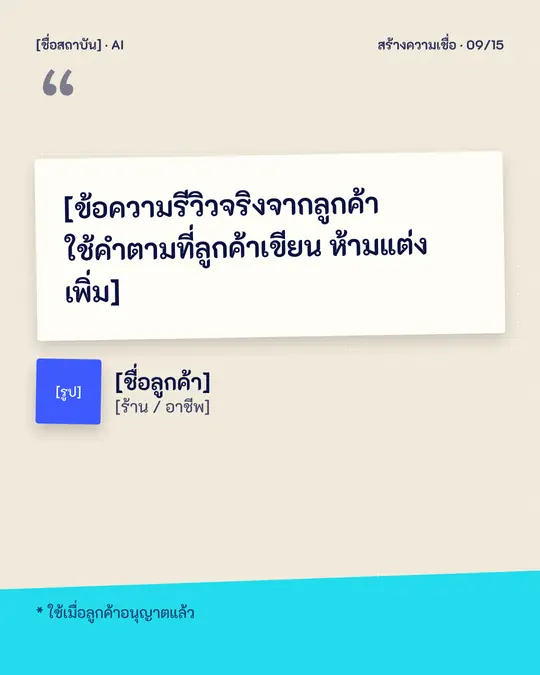 [ชื่อสถาบัน] · AI
สร้างความเชื่อ · 09/15
“
[ข้อความรีวิวจริงจากลูกค้า
ใช้คำตามที่ลูกค้าเขียน ห้ามแต่ง
เพิ่ม]
[รูป]
[ชื่อลูกค้า]
[ร้าน / อาชีพ]
* ใช้เมื่อลูกค้าอนุญาตแล้ว